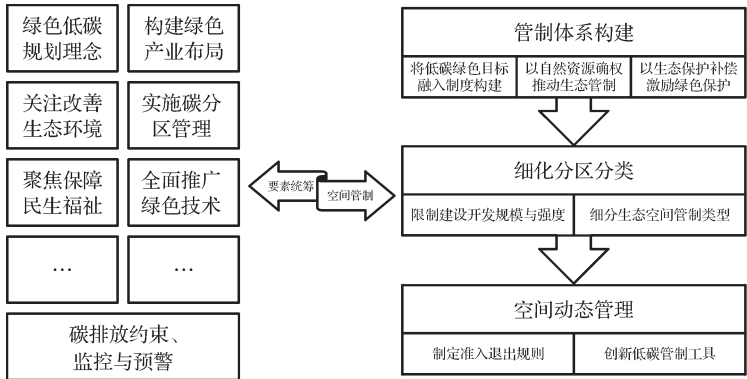 绿色低碳
规划理念
构建绿色
产业布局
关注改善
生态环境
实施碳分
区管理
聚焦保障
民生福祉
全面推广
绿色技术
…
…
碳排放约束、
监控与预警
要素统筹
空间管制
管制体系构建
将低碳绿色目标
融入制度构建
以自然资源确权
推动生态管制
以生态保护补偿
激励绿色保护
细化分区分类
限制建设开发规模与强度
细分生态空间管制类型
空间动态管理
制定准入退出规则
创新低碳管制工具